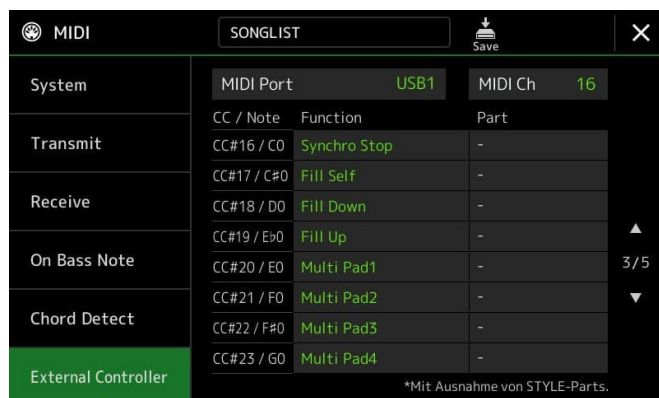 MIDI SONGLIST Save
System
Transmit
Receive
On Bass Note
Chord Detect
External Controller
MIDI Port USB1 MIDI Ch 16
CC / Note Function Part
CC#16 / C0 Synchro Stop -
CC#17 / C#0 Fill Self -
CC#18 / D0 Fill Down -
CC#19 / E♭0 Fill Up -
CC#20 / E0 Multi Pad1 -
CC#21 / F0 Multi Pad2 -
CC#22 / F#0 Multi Pad3 -
CC#23 / G0 Multi Pad4 -
3/5
*Mit Ausnahme von STYLE-Parts.